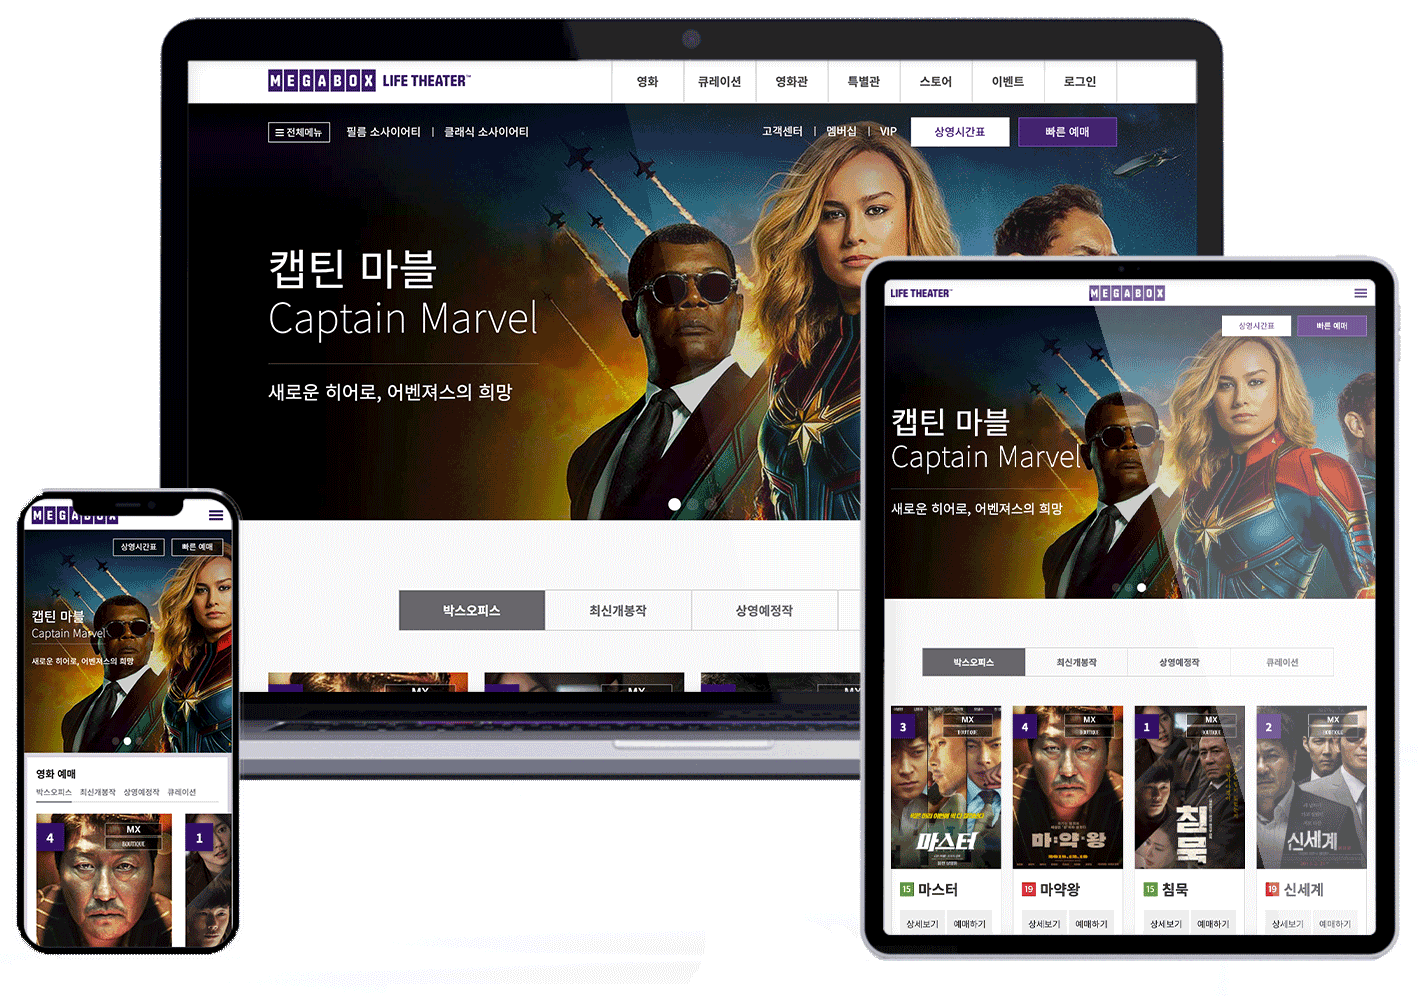 MEGABOX LIFE THEATER™
영화 큐레이션 영화관 특별관 스토어 이벤트 로그인
전체메뉴 필름 소사이어티 | 클래식 소사이어티
고객센터 | 멤버십 | VIP 상영시간표 빠른 예매
캡틴 마블
Captain Marvel
새로운 히어로, 어벤져스의 희망
박스오피스 최신개봉작 상영예정작
MX
MX
LIFE THEATER™ MEGABOX
상영시간표 빠른 예매
캡틴 마블
Captain Marvel
새로운 히어로, 어벤져스의 희망
박스오피스 최신개봉작 상영예정작 큐레이션
3 MX
BOUTIQUE
마스터
15 마스터
상세보기 예매하기
4 MX
BOUTIQUE
마약왕
19 마약왕
상세보기 예매하기
1 MX
BOUTIQUE
침묵
15 침묵
상세보기 예매하기
2 MX
BOUTIQUE
신세계
19 신세계
상세보기 예매하기
MEGABOX
상영시간표 빠른 예매
캡틴 마블
Captain Marvel
새로운 히어로, 어벤져스의 희망
영화 예매
박스오피스 최신개봉작 상영예정작 큐레이션
4 MX
BOUTIQUE
1